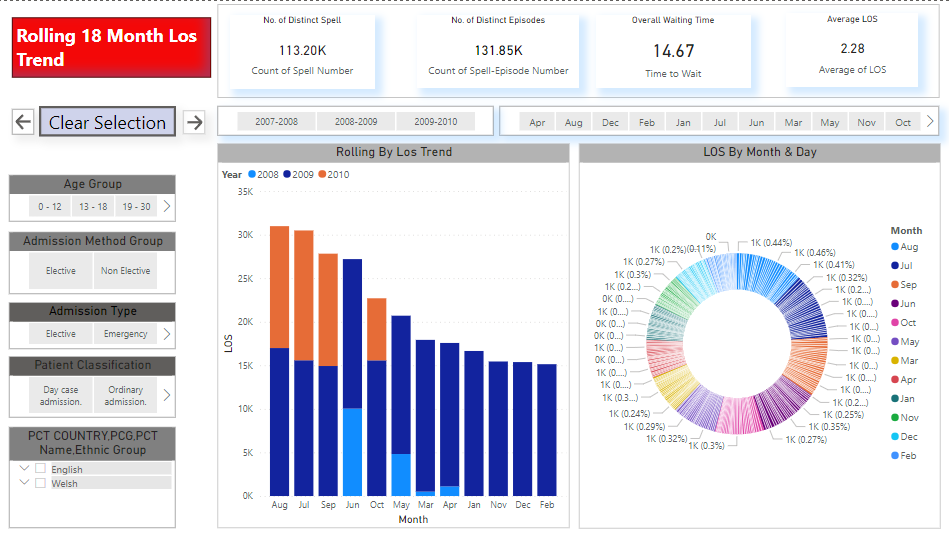 Rolling 18 Month Los
Trend
No. of Distinct Spell
113.20K
Count of Spell Number
No. of Distinct Episodes
131.85K
Count of Spell-Episode Number
Overall Waiting Time
14.67
Time to Wait
Average LOS
2.28
Average of LOS
Clear Selection
2007-2008 2008-2009 2009-2010
Apr Aug Dec Feb Jan Jul Jun Mar May Nov Oct
Age Group
0 - 12 13 - 18 19 - 30
Admission Method Group
Elective Non Elective
Admission Type
Elective Emergency
Patient Classification
Day case admission. Ordinary admission.
PCT COUNTRY,PCG,PCT
Name,Ethnic Group
English
Welsh
Rolling By Los Trend
Year 2008 2009 2010
35K
30K
25K
20K
15K
10K
5K
0K
LOS
Aug Jul Sep Jun Oct May Mar Apr Jan Nov Dec Feb
Month
LOS By Month & Day
1K (0.44%)
1K (0.46%)
1K (0.41%)
1K (0.32%)
1K (0.2...)
1K (0....)
1K (0...)
1K (0...)
1K (0...)
1K (0...)
1K (0....)
1K (0.2...)
1K (0.25%)
1K (0.35%)
1K (0.27%)
1K (0.3%)
1K (0.32%)
1K (0.29%)
1K (0.24%)
1K (0.3...)
1K (0....)
1K (0...)
0K (0...)
1K (0...)
0K (0...)
0K (0...)
1K (0...)
0K (0....)
1K (0.2...)
1K (0.3%)
1K (0.27%)
1K (0.2%)
(0.11%)
0K
Month
Aug
Jul
Sep
Jun
Oct
May
Mar
Apr
Jan
Nov
Dec
Feb